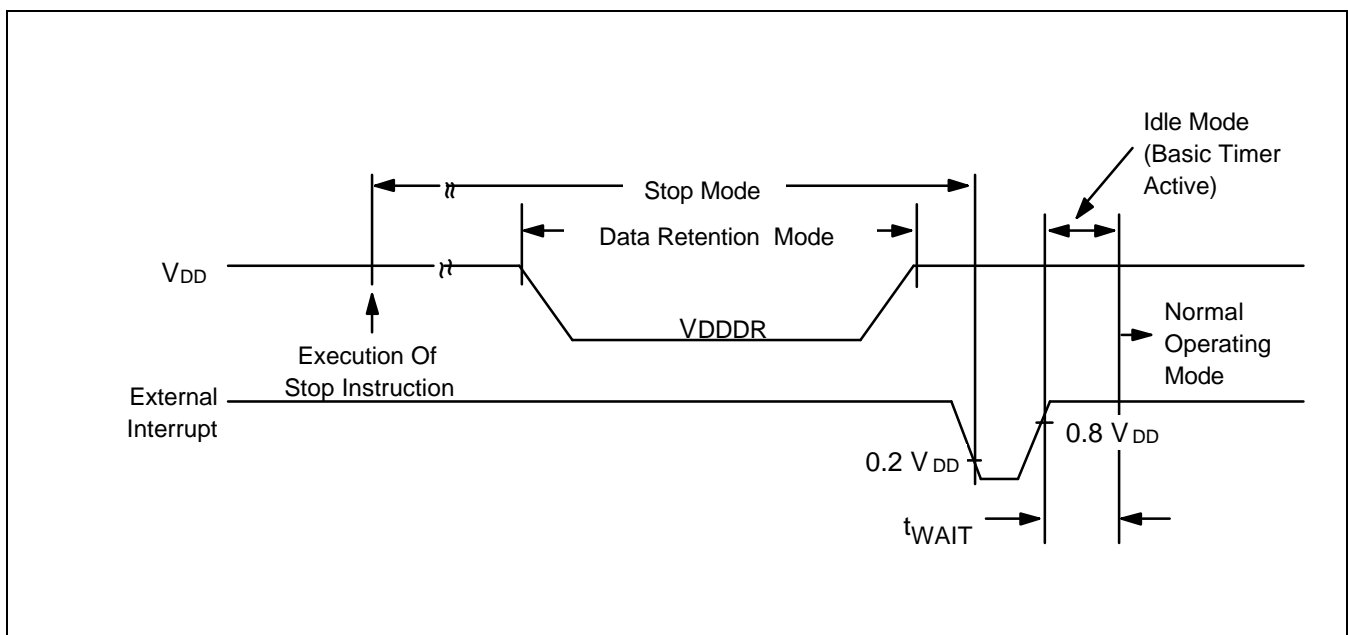 Idle Mode
(Basic Timer
Active)
Stop Mode
Data Retention Mode
VDD
VDDDR
Execution Of
Stop Instruction
Normal
Operating
Mode
External
Interrupt
0.8 VDD
0.2 VDD
tWAIT